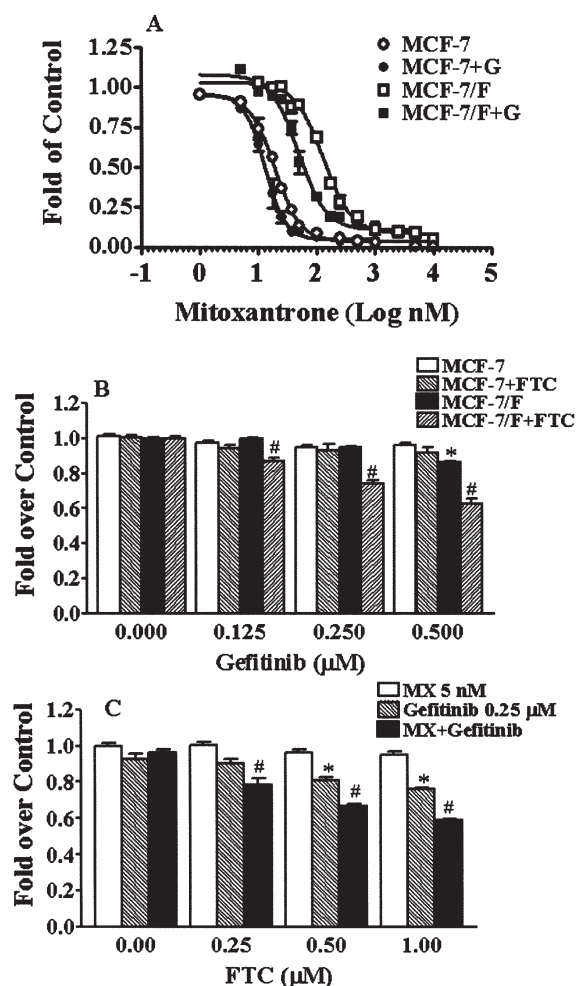 A
MCF-7
MCF-7+G
MCF-7/F
MCF-7/F+G
Fold of Control
1.25
1.00
0.75
0.50
0.25
0.00
-1 0 1 2 3 4 5
Mitoxantrone (Log nM)
B
MCF-7
MCF-7+FTC
MCF-7/F
MCF-7/F+FTC
Fold over Control
1.2
1.0
0.8
0.6
0.4
0.2
0.0
# # * #
0.000 0.125 0.250 0.500
Gefitinib (μM)
C
MX 5 nM
Gefitinib 0.25 μM
MX+Gefitinib
Fold over Control
1.2
1.0
0.8
0.6
0.4
0.2
0.0
# * # * #
0.00 0.25 0.50 1.00
FTC (μM)